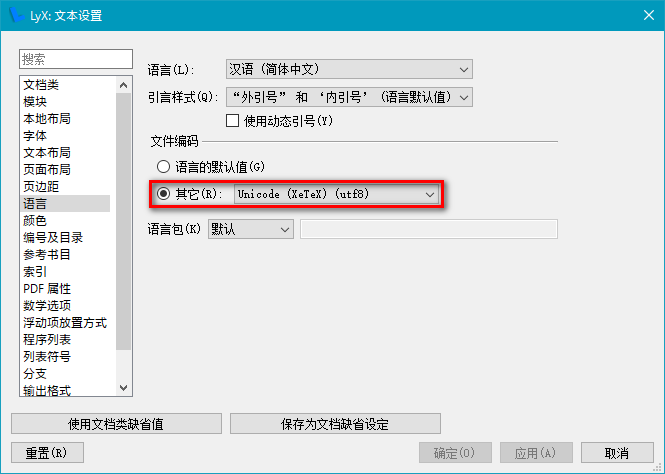 LyX: 文本设置
搜索
文档类
模块
本地布局
字体
文本布局
页面布局
页边距
语言
颜色
编号及目录
参考书目
索引
PDF 属性
数学选项
浮动项放置方式
程序列表
列表符号
分支
输出格式
语言(L): 汉语 (简体中文)
引言样式(Q): “外引号” 和 ‘内引号’ (语言默认值)
使用动态引号(Y)
文件编码
语言的默认值(G)
其它(R): Unicode (XeTeX) (utf8)
语言包(K) 默认
使用文档类缺省值 保存为文档缺省设定
重置(R) 确定(O) 应用(A) 取消